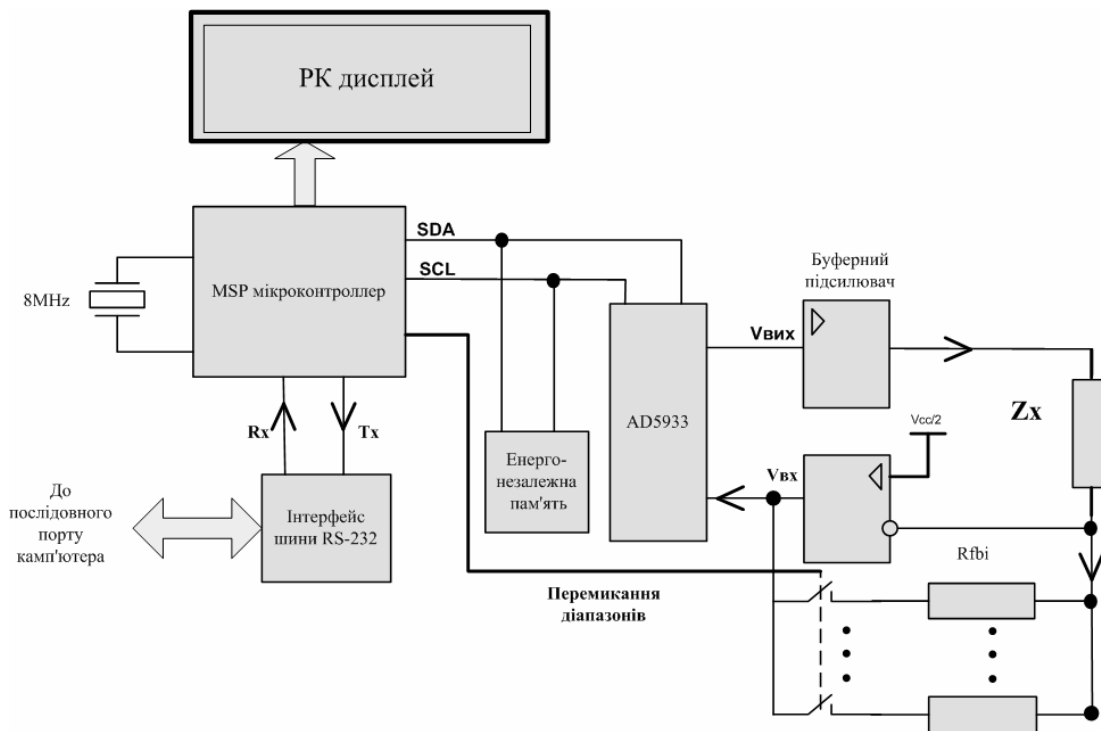 РК дисплей
SDA
SCL
MSP мікроконтроллер
8MHz
Буферний
підсилювач
Vвих
AD5933
Zx
Vcc/2
Rx
Tx
Енерго-
незалежна
пам'ять
Vвх
До
послідовного
порту
камп'ютера
Інтерфейс
шини RS-232
Rfbi
Перемикання
діапазонів